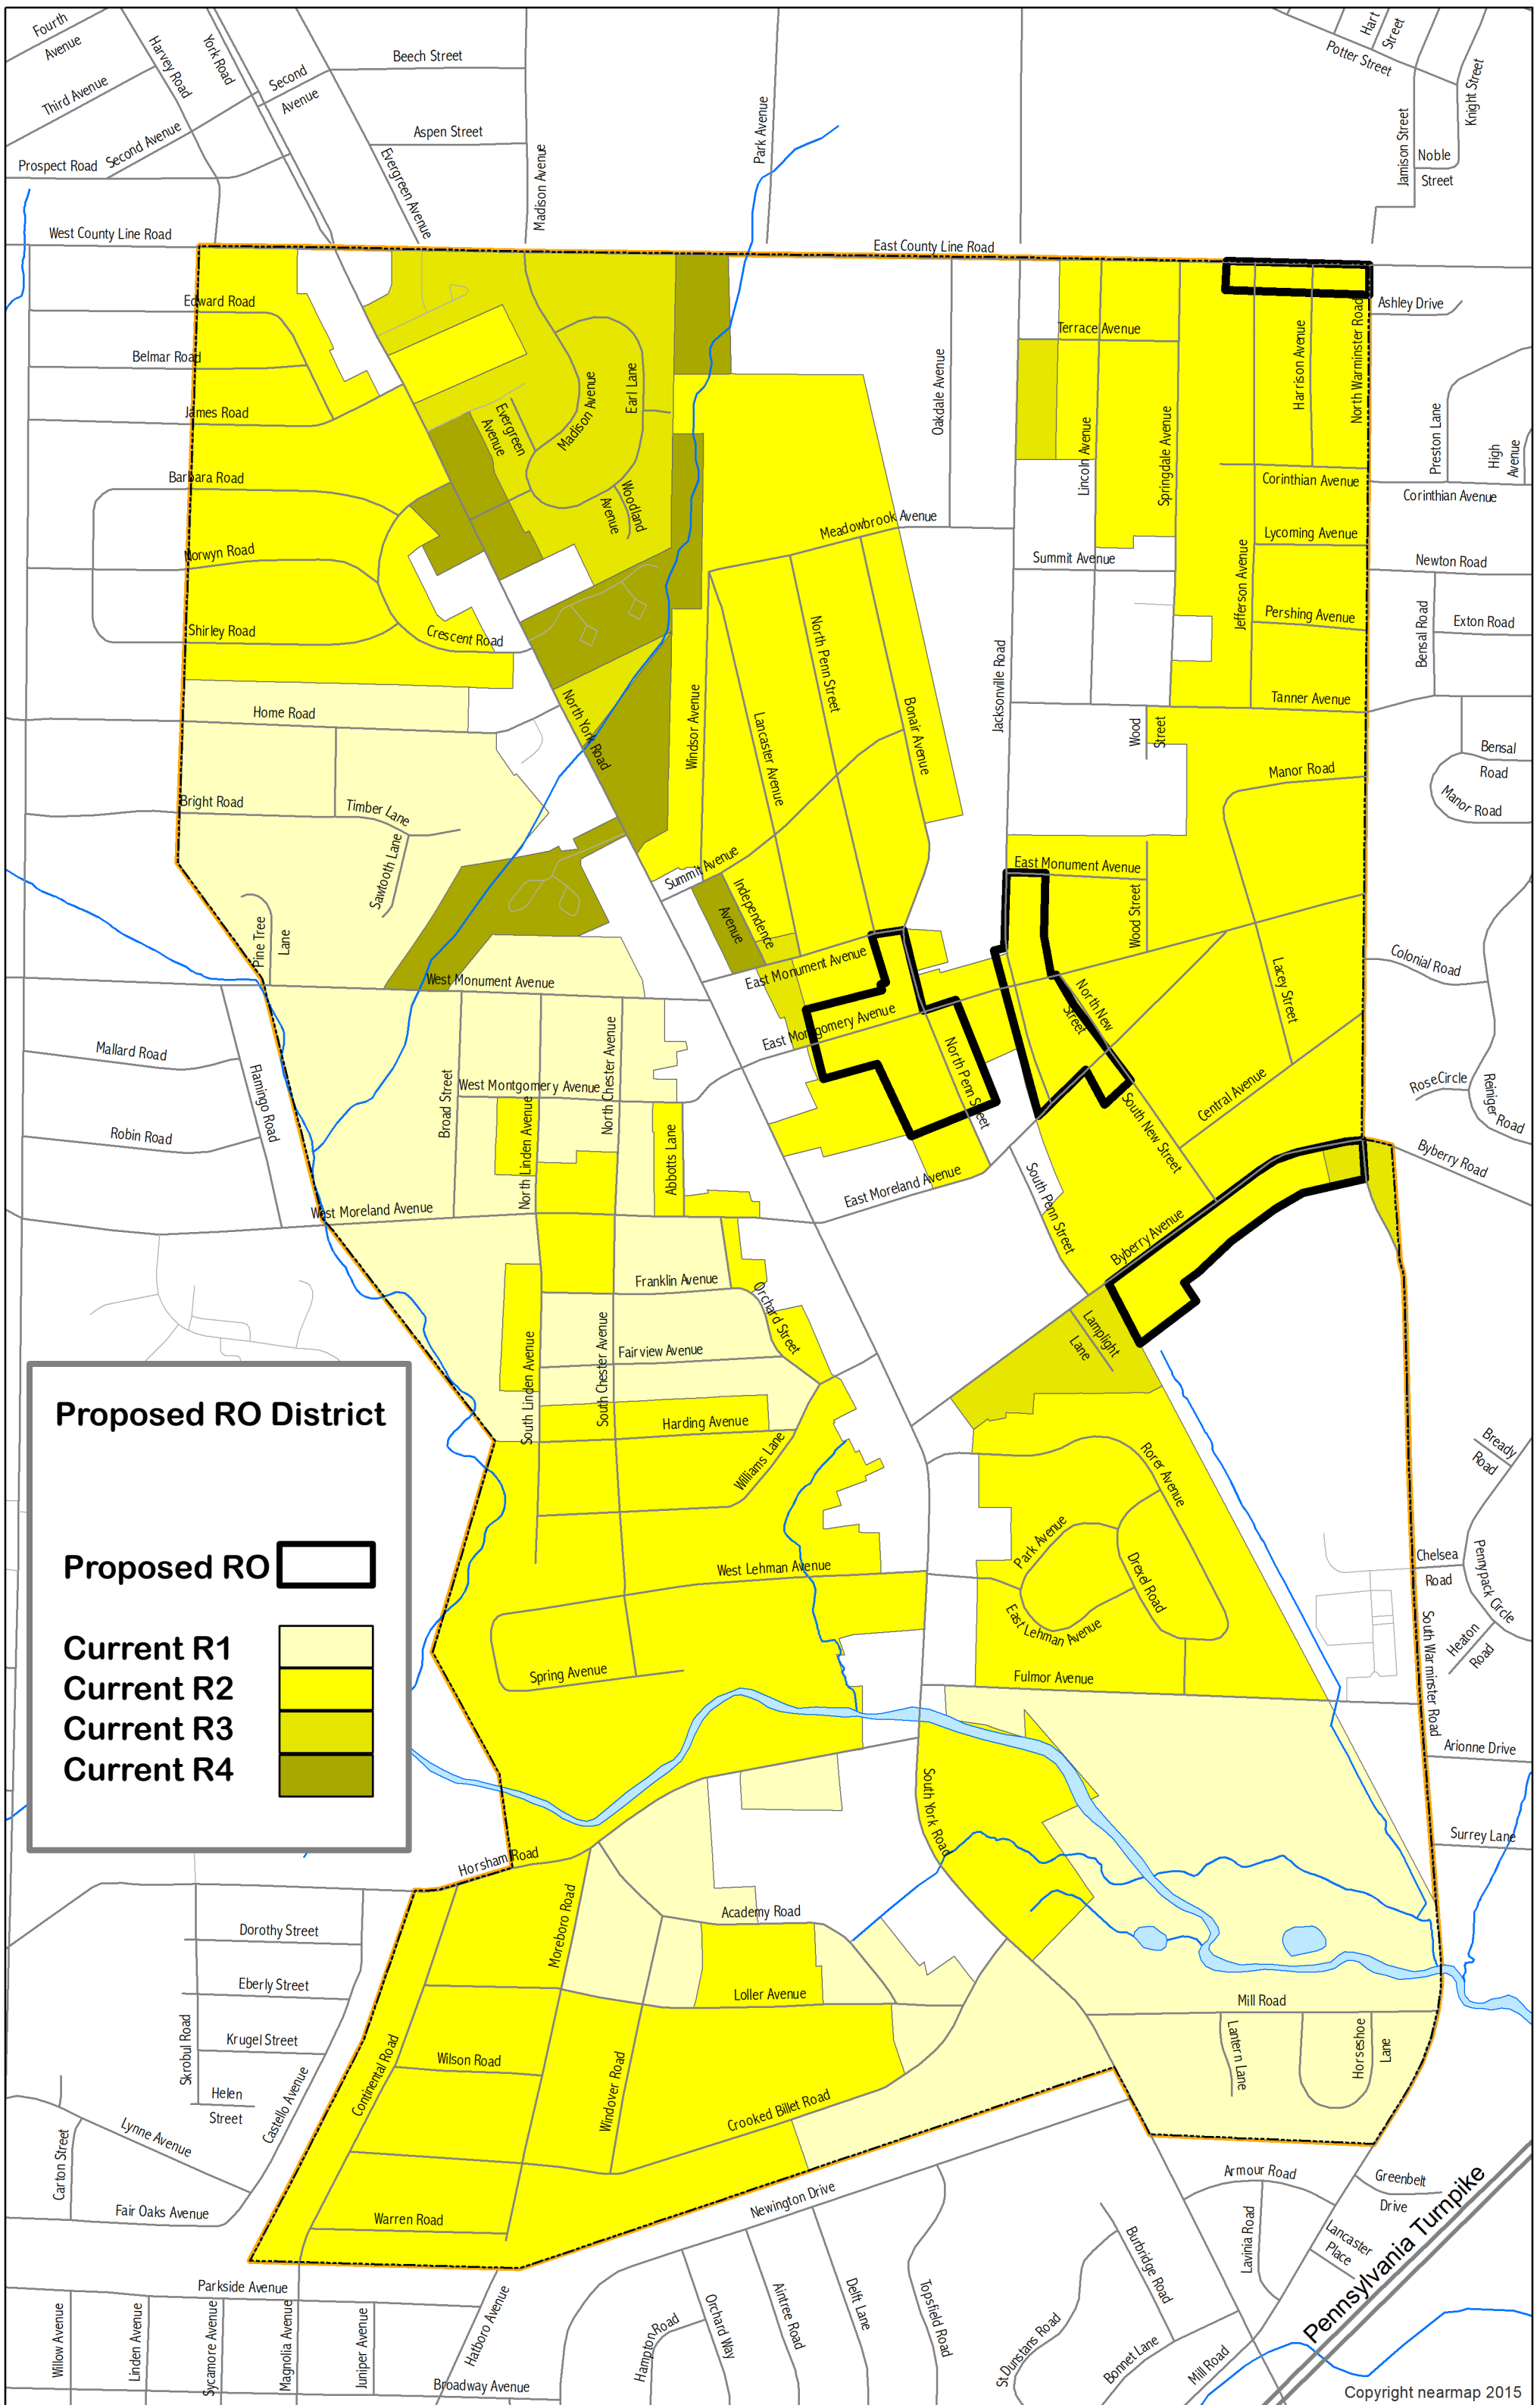 Fourth
Avenue
Harvey Road
York Road
Second
Avenue
Beech Street
Third Avenue
Second Avenue
Aspen Street
Prospect Road
Evergreen Avenue
Madison Avenue
Park Avenue
Hart
Street
Potter Street
Knight Street
Jamison Street
Noble
Street
West County Line Road
East County Line Road
Edward Road
Ashley Drive
Belmar Road
Terrace Avenue
Harrison Avenue
North Warminster Road
James Road
Evergreen
Avenue
Madison Avenue
Earl Lane
Oakdale Avenue
Lincoln Avenue
Springdale Avenue
Preston Lane
High
Avenue
Barbara Road
Woodland
Avenue
Corinthian Avenue
Corinthian Avenue
Meadowbrook Avenue
Lycoming Avenue
Norwyn Road
Summit Avenue
Jefferson Avenue
Newton Road
Shirley Road
Crescent Road
Pershing Avenue
Bensal Road
Exton Road
North Penn Street
Home Road
North York Road
Windsor Avenue
Lancaster Avenue
Bonair Avenue
Jacksonville Road
Wood
Street
Tanner Avenue
Bensal
Road
Manor Road
Manor Road
Bright Road
Timber Lane
Sawtooth Lane
Summit Avenue
East Monument Avenue
Independence
Avenue
Wood Street
Pine Tree
Lane
West Monument Avenue
East Monument Avenue
Lacey Street
Colonial Road
East Montgomery Avenue
North New
Street
Mallard Road
Flamingo Road
North Chester Avenue
Broad Street
West Montgomery Avenue
North Linden Avenue
North Penn Street
Central Avenue
Rose Circle
Reiniger
Road
Robin Road
Abbotts Lane
South New Street
Byberry Road
West Moreland Avenue
East Moreland Avenue
South Penn Street
Byberry Avenue
Franklin Avenue
Orchard Street
South Linden Avenue
South Chester Avenue
Fairview Avenue
Lamplight
Lane
Harding Avenue
Williams Lane
Rorer Avenue
Bready
Road
Park Avenue
Drexel Road
West Lehman Avenue
East Lehman Avenue
Chelsea
Road
Pennypack Circle
Heaton
Road
South Warminster Road
Spring Avenue
Fulmor Avenue
Arionne Drive
Proposed RO District
Proposed RO
Current R1
Current R2
Current R3
Current R4
South York Road
Surrey Lane
Horsham Road
Moreboro Road
Academy Road
Dorothy Street
Eberly Street
Loller Avenue
Mill Road
Skrobul Road
Krugel Street
Continental Road
Wilson Road
Windover Road
Lantern Lane
Horseshoe
Lane
Helen
Street
Castello Avenue
Crooked Billet Road
Lynne Avenue
Carton Street
Fair Oaks Avenue
Warren Road
Newington Drive
Armour Road
Greenbelt
Drive
Lavinia Road
Lancaster
Place
Burbridge Road
Pennsylvania Turnpike
Parkside Avenue
Willow Avenue
Linden Avenue
Sycamore Avenue
Magnolia Avenue
Juniper Avenue
Hatboro Avenue
Hampton Road
Orchard Way
Aintree Road
Delft Lane
Topsfield Road
St Dunstans Road
Bonnet Lane
Mill Road
Broadway Avenue
Copyright nearmap 2015